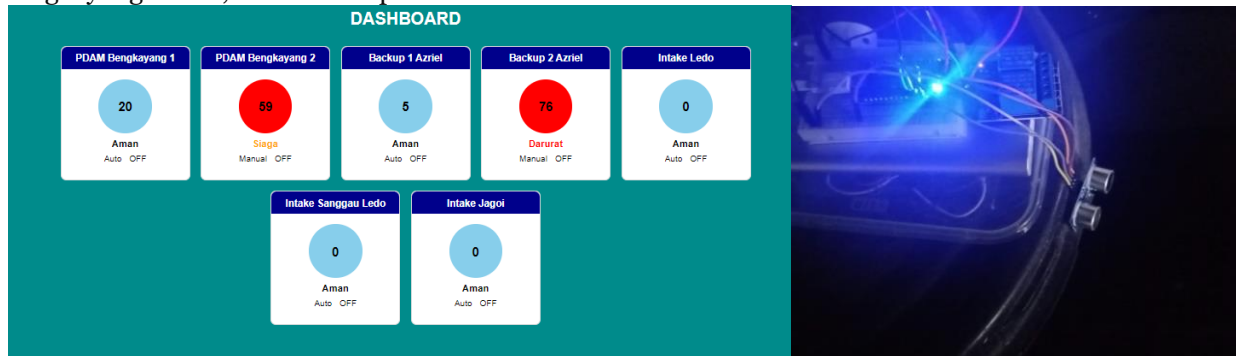 DASHBOARD
PDAM Bengkayang 1
20
Aman
Auto OFF
PDAM Bengkayang 2
59
Siaga
Manual OFF
Backup 1 Azriel
5
Aman
Auto OFF
Backup 2 Azriel
76
Darurat
Manual OFF
Intake Ledo
0
Aman
Auto OFF
Intake Sanggau Ledo
0
Aman
Auto OFF
Intake Jagoi
0
Aman
Auto OFF